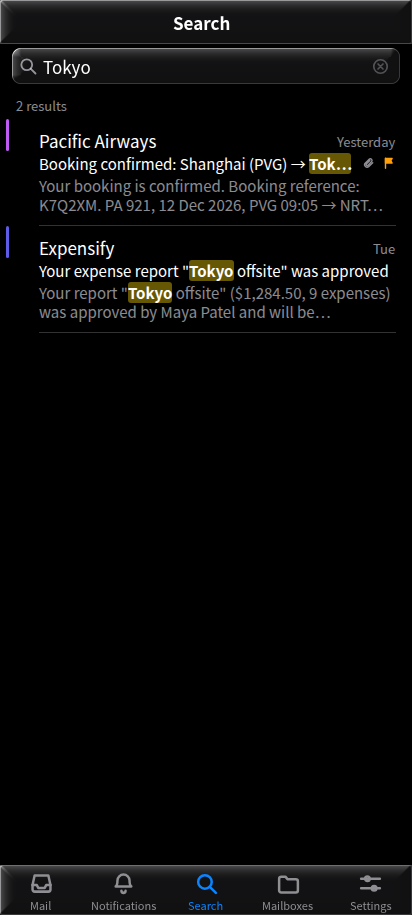 Search
Tokyo
2 results
Pacific Airways Yesterday
Booking confirmed: Shanghai (PVG) → Tok…
Your booking is confirmed. Booking reference:
K7Q2XM. PA 921, 12 Dec 2026, PVG 09:05 → NRT…
Expensify Tue
Your expense report "Tokyo offsite" was approved
Your report "Tokyo offsite" ($1,284.50, 9 expenses)
was approved by Maya Patel and will be…
Mail Notifications Search Mailboxes Settings